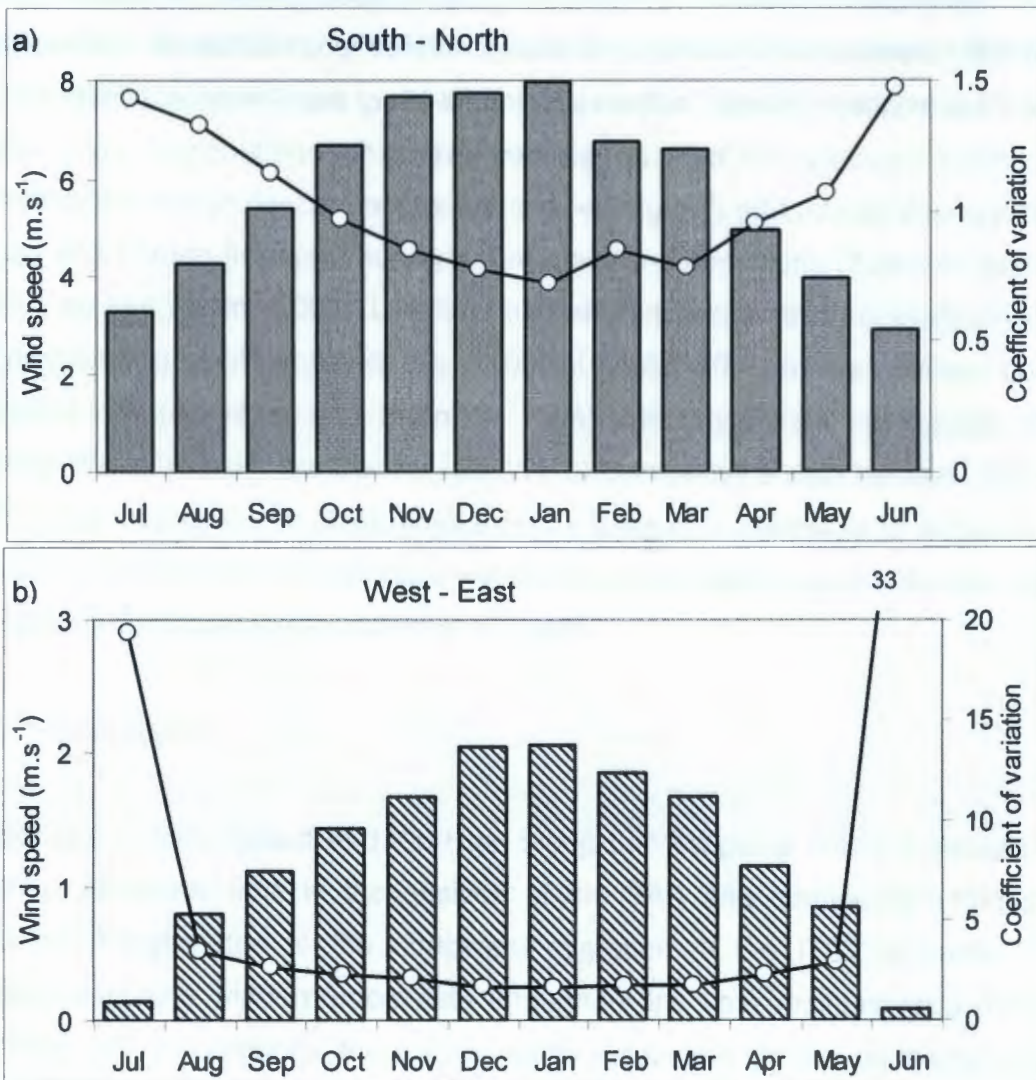 a)
South - North
Wind speed (m.s⁻¹)
8
6
4
2
0
1.5
1
0.5
0
Coefficient of variation
Jul Aug Sep Oct Nov Dec Jan Feb Mar Apr May Jun
b)
West - East
33
Wind speed (m.s⁻¹)
3
2
1
0
20
15
10
5
0
Coefficient of variation
Jul Aug Sep Oct Nov Dec Jan Feb Mar Apr May Jun